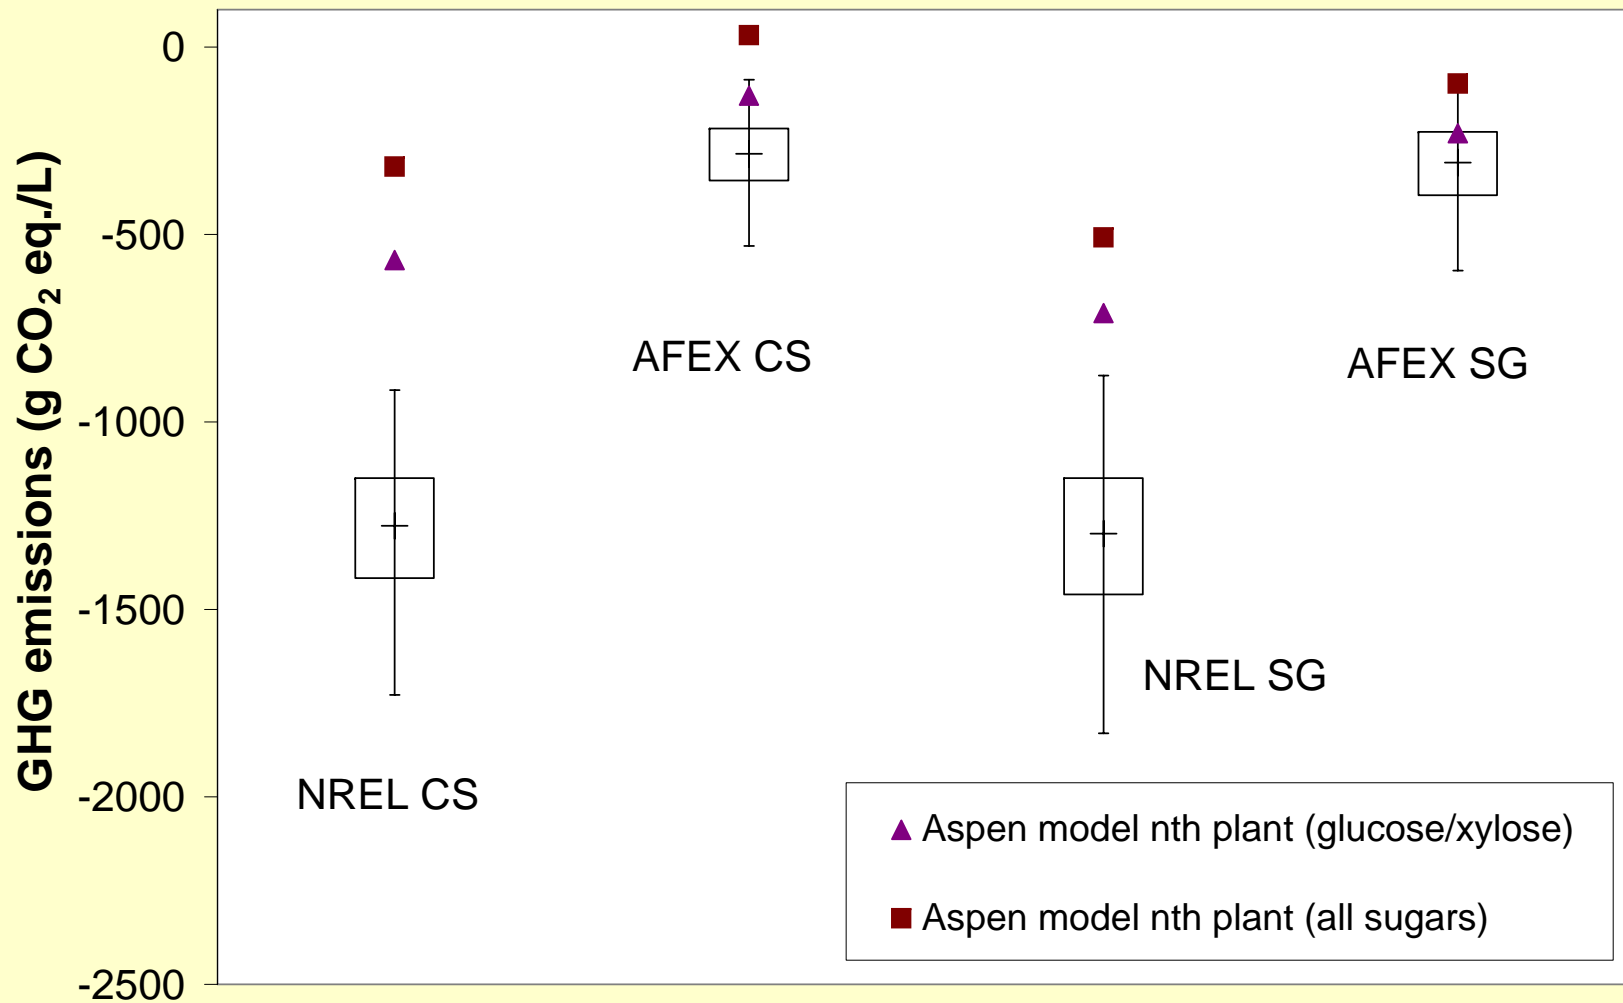 GHG emissions (g CO₂ eq./L)
0
-500
-1000
-1500
-2000
-2500
AFEX CS
AFEX SG
NREL SG
NREL CS
Aspen model nth plant (glucose/xylose)
Aspen model nth plant (all sugars)